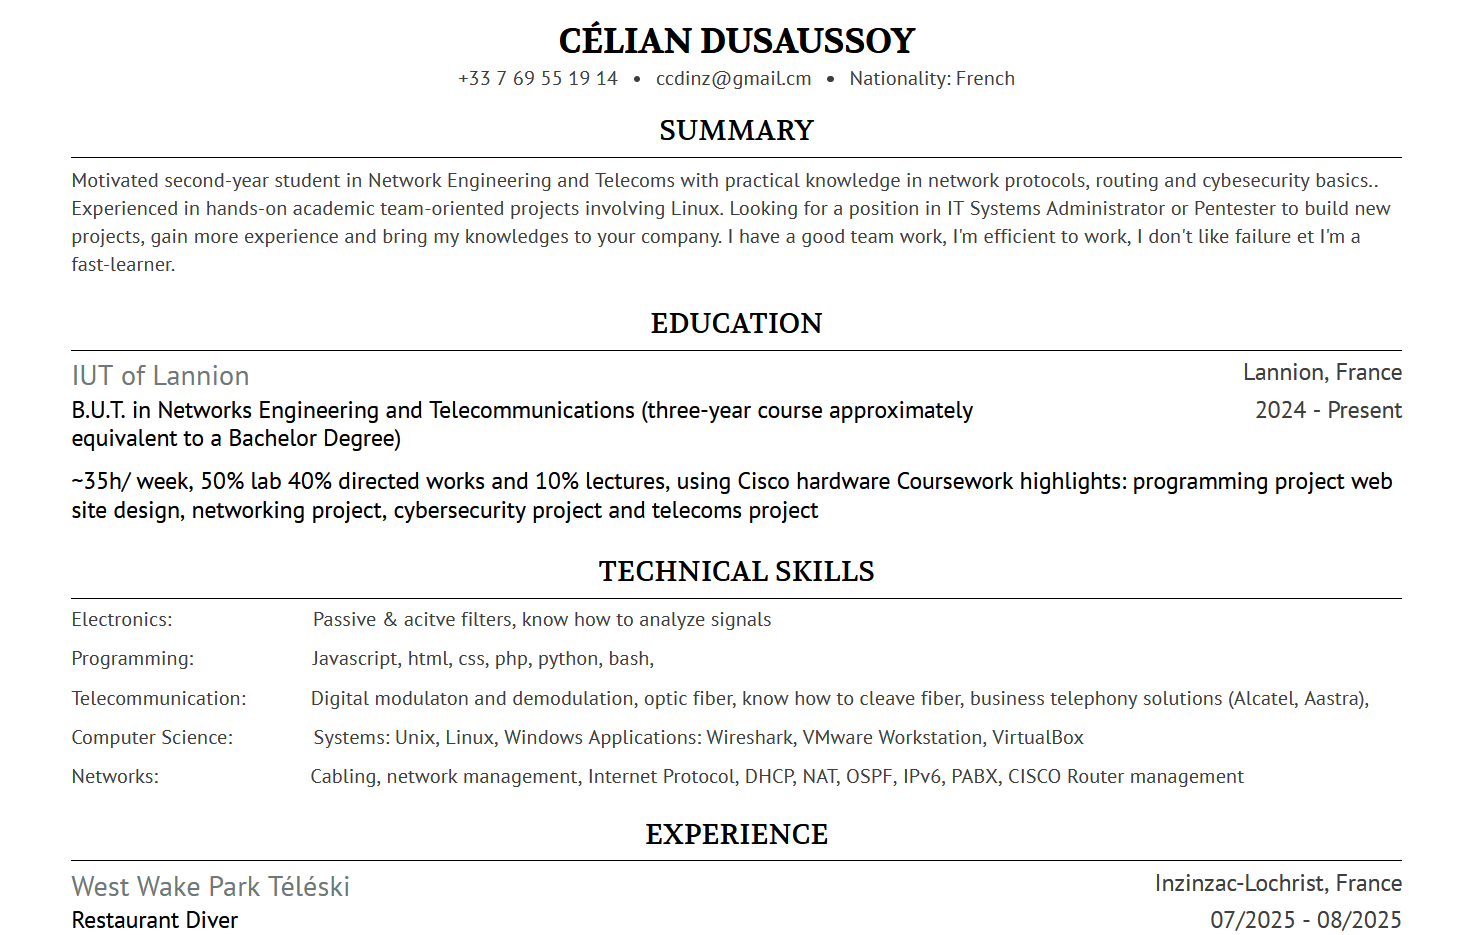 CÉLIAN DUSAUSSOY
+33 7 69 55 19 14 • ccdinz@gmail.cm • Nationality: French
SUMMARY
Motivated second-year student in Network Engineering and Telecoms with practical knowledge in network protocols, routing and cybesecurity basics..
Experienced in hands-on academic team-oriented projects involving Linux. Looking for a position in IT Systems Administrator or Pentester to build new
projects, gain more experience and bring my knowledges to your company. I have a good team work, I'm efficient to work, I don't like failure et I'm a
fast-learner.
EDUCATION
IUT of Lannion Lannion, France
B.U.T. in Networks Engineering and Telecommunications (three-year course approximately 2024 - Present
equivalent to a Bachelor Degree)
~35h/ week, 50% lab 40% directed works and 10% lectures, using Cisco hardware Coursework highlights: programming project web
site design, networking project, cybersecurity project and telecoms project
TECHNICAL SKILLS
Electronics: Passive & acitve filters, know how to analyze signals
Programming: Javascript, html, css, php, python, bash,
Telecommunication: Digital modulaton and demodulation, optic fiber, know how to cleave fiber, business telephony solutions (Alcatel, Aastra),
Computer Science: Systems: Unix, Linux, Windows Applications: Wireshark, VMware Workstation, VirtualBox
Networks: Cabling, network management, Internet Protocol, DHCP, NAT, OSPF, IPv6, PABX, CISCO Router management
EXPERIENCE
West Wake Park Téléski Inzinzac-Lochrist, France
Restaurant Diver 07/2025 - 08/2025